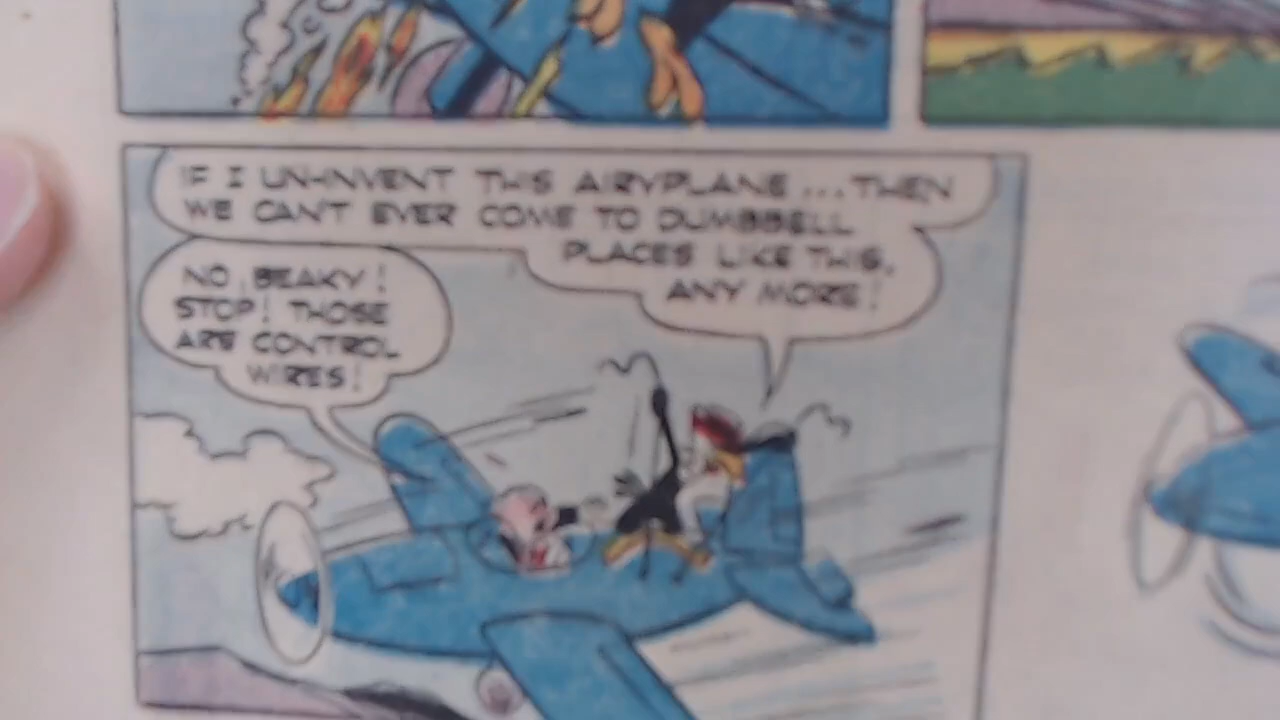 IF I UN-INVENT THIS AIRYPLANE...THEN
WE CAN'T EVER COME TO DUMBBELL
PLACES LIKE THIS,
ANY MORE!
NO, BEAKY!
STOP! THOSE
ARE CONTROL
WIRES!